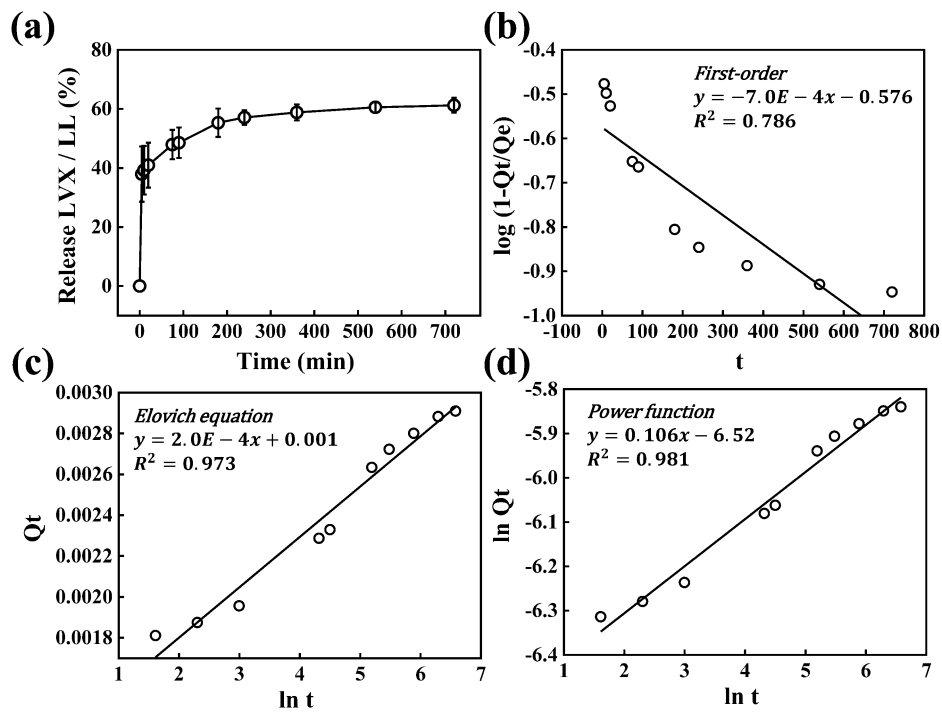 (a)
80
60
40
20
0
Release LVX / LL (%)
0 100 200 300 400 500 600 700
Time (min)
(b)
-0.4
-0.5
-0.6
-0.7
-0.8
-0.9
-1.0
log (1-Qt/Qe)
First-order
y = −7.0E − 4x − 0.576
R² = 0.786
-100 0 100 200 300 400 500 600 700 800
t
(c)
0.0030
0.0028
0.0026
0.0024
0.0022
0.0020
0.0018
Qt
Elovich equation
y = 2.0E − 4x + 0.001
R² = 0.973
1 2 3 4 5 6 7
ln t
(d)
-5.8
-5.9
-6.0
-6.1
-6.2
-6.3
-6.4
ln Qt
Power function
y = 0.106x − 6.52
R² = 0.981
1 2 3 4 5 6 7
ln t